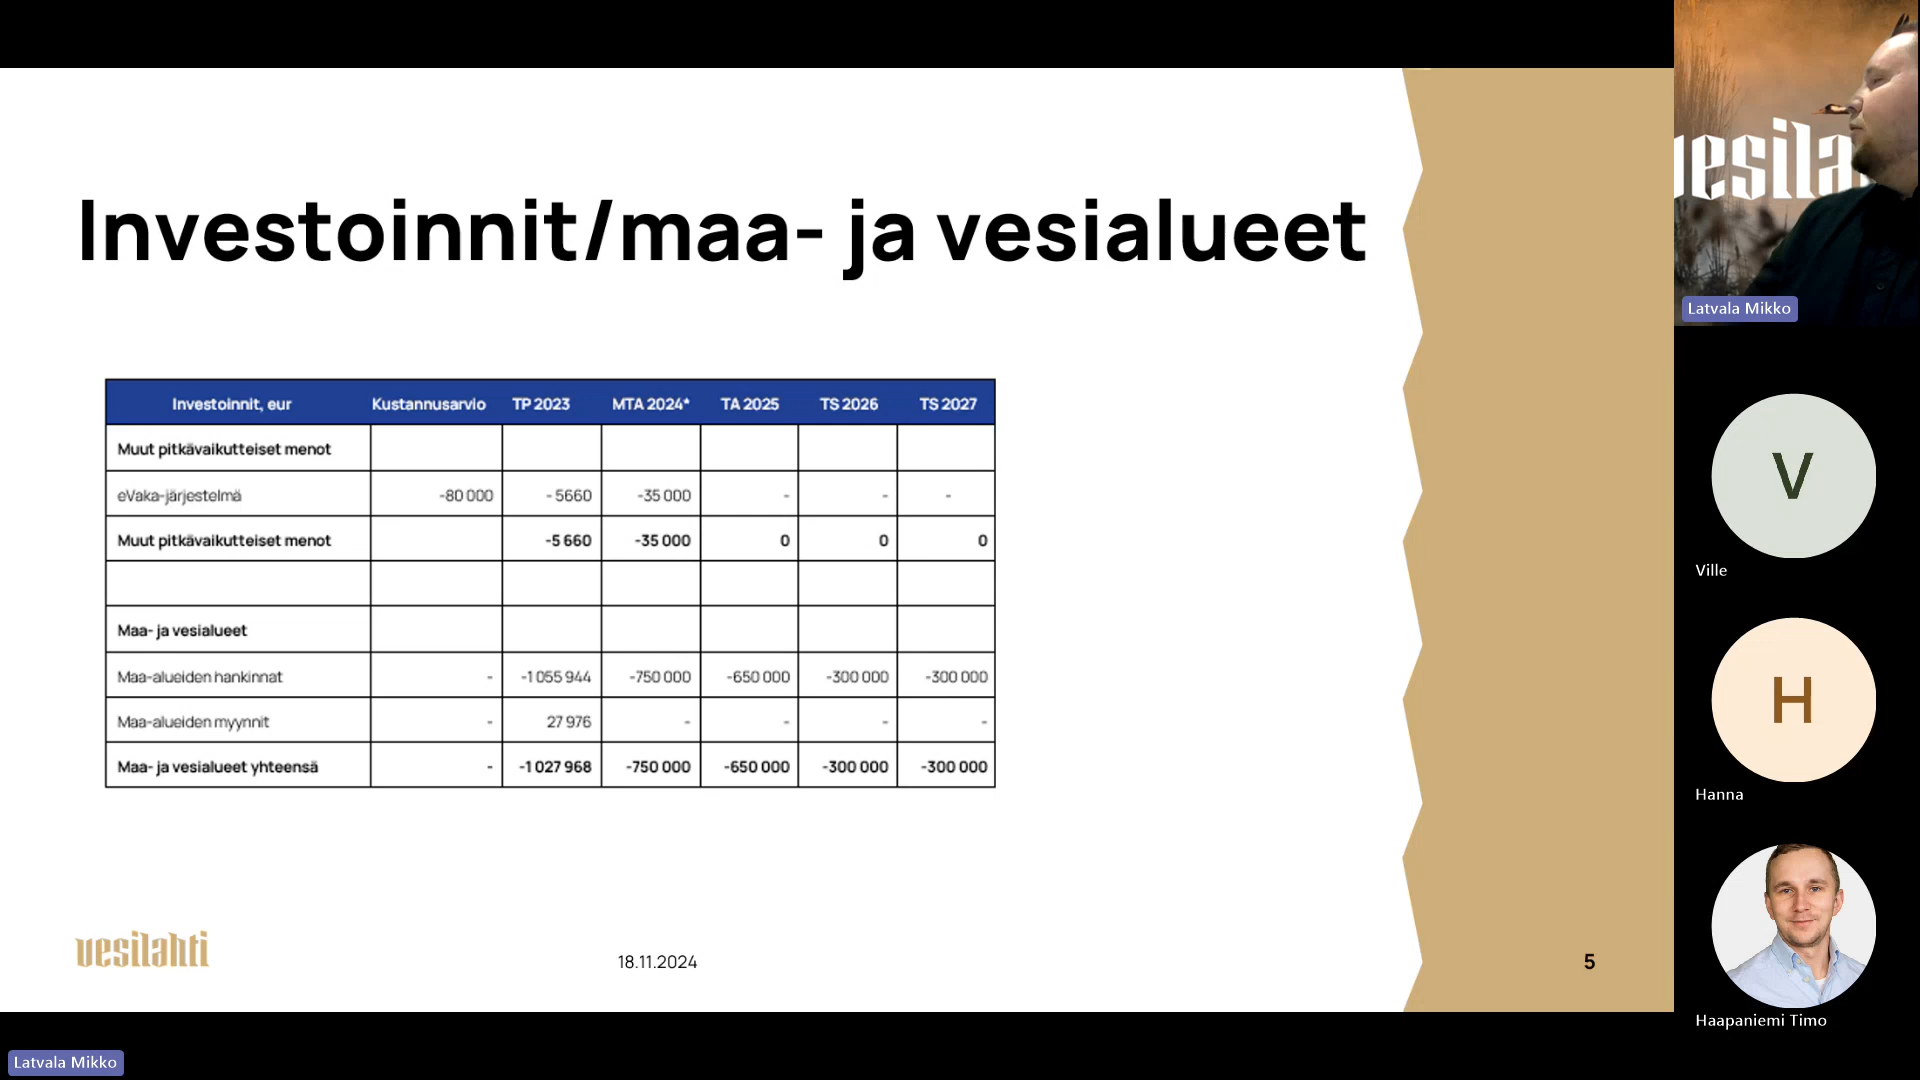 Investoinnit/maa- ja vesialueet
Investoinnit, eur Kustannusarvio TP 2023 MTA 2024* TA 2025 TS 2026 TS 2027
Muut pitkävaikutteiset menot
eVaka-järjestelmä -80 000 - 5660 -35 000 - - -
Muut pitkävaikutteiset menot -5 660 -35 000 0 0 0
Maa- ja vesialueet
Maa-alueiden hankinnat - -1 055 944 -750 000 -650 000 -300 000 -300 000
Maa-alueiden myynnit - 27 976 - - - -
Maa- ja vesialueet yhteensä - -1 027 968 -750 000 -650 000 -300 000 -300 000
vesilahti
18.11.2024
5
Latvala Mikko
vesila
Latvala Mikko
V
Ville
H
Hanna
Haapaniemi Timo